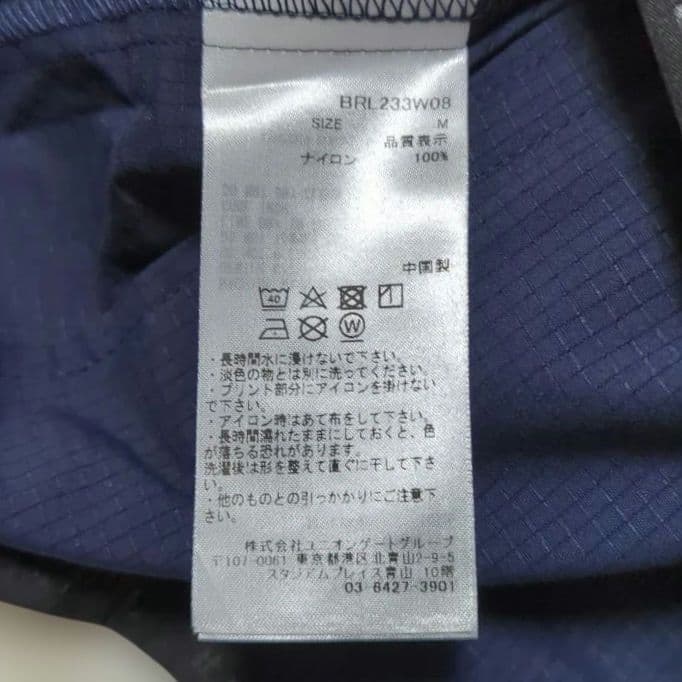 BRL233W08
SIZE M
品質表示
ナイロン 100%
中国製
40
W
・長時間水に漬けないで下さい。
・淡色の物とは別に洗ってください。
・プリント部分にアイロンを掛けない
で下さい。
・アイロン時はあて布をして下さい。
・長時間濡れたままにしておくと、色
が落ちる恐れがあります。
洗濯後は形を整えて直ぐに干して下さ
い。
・他のものとの引っかかりにご注意下
さい。
株式会社ユニオンゲートグループ
〒107-0061 東京都港区北青山2-9-5
スタジアムプレイス青山 10階
03-6427-3901